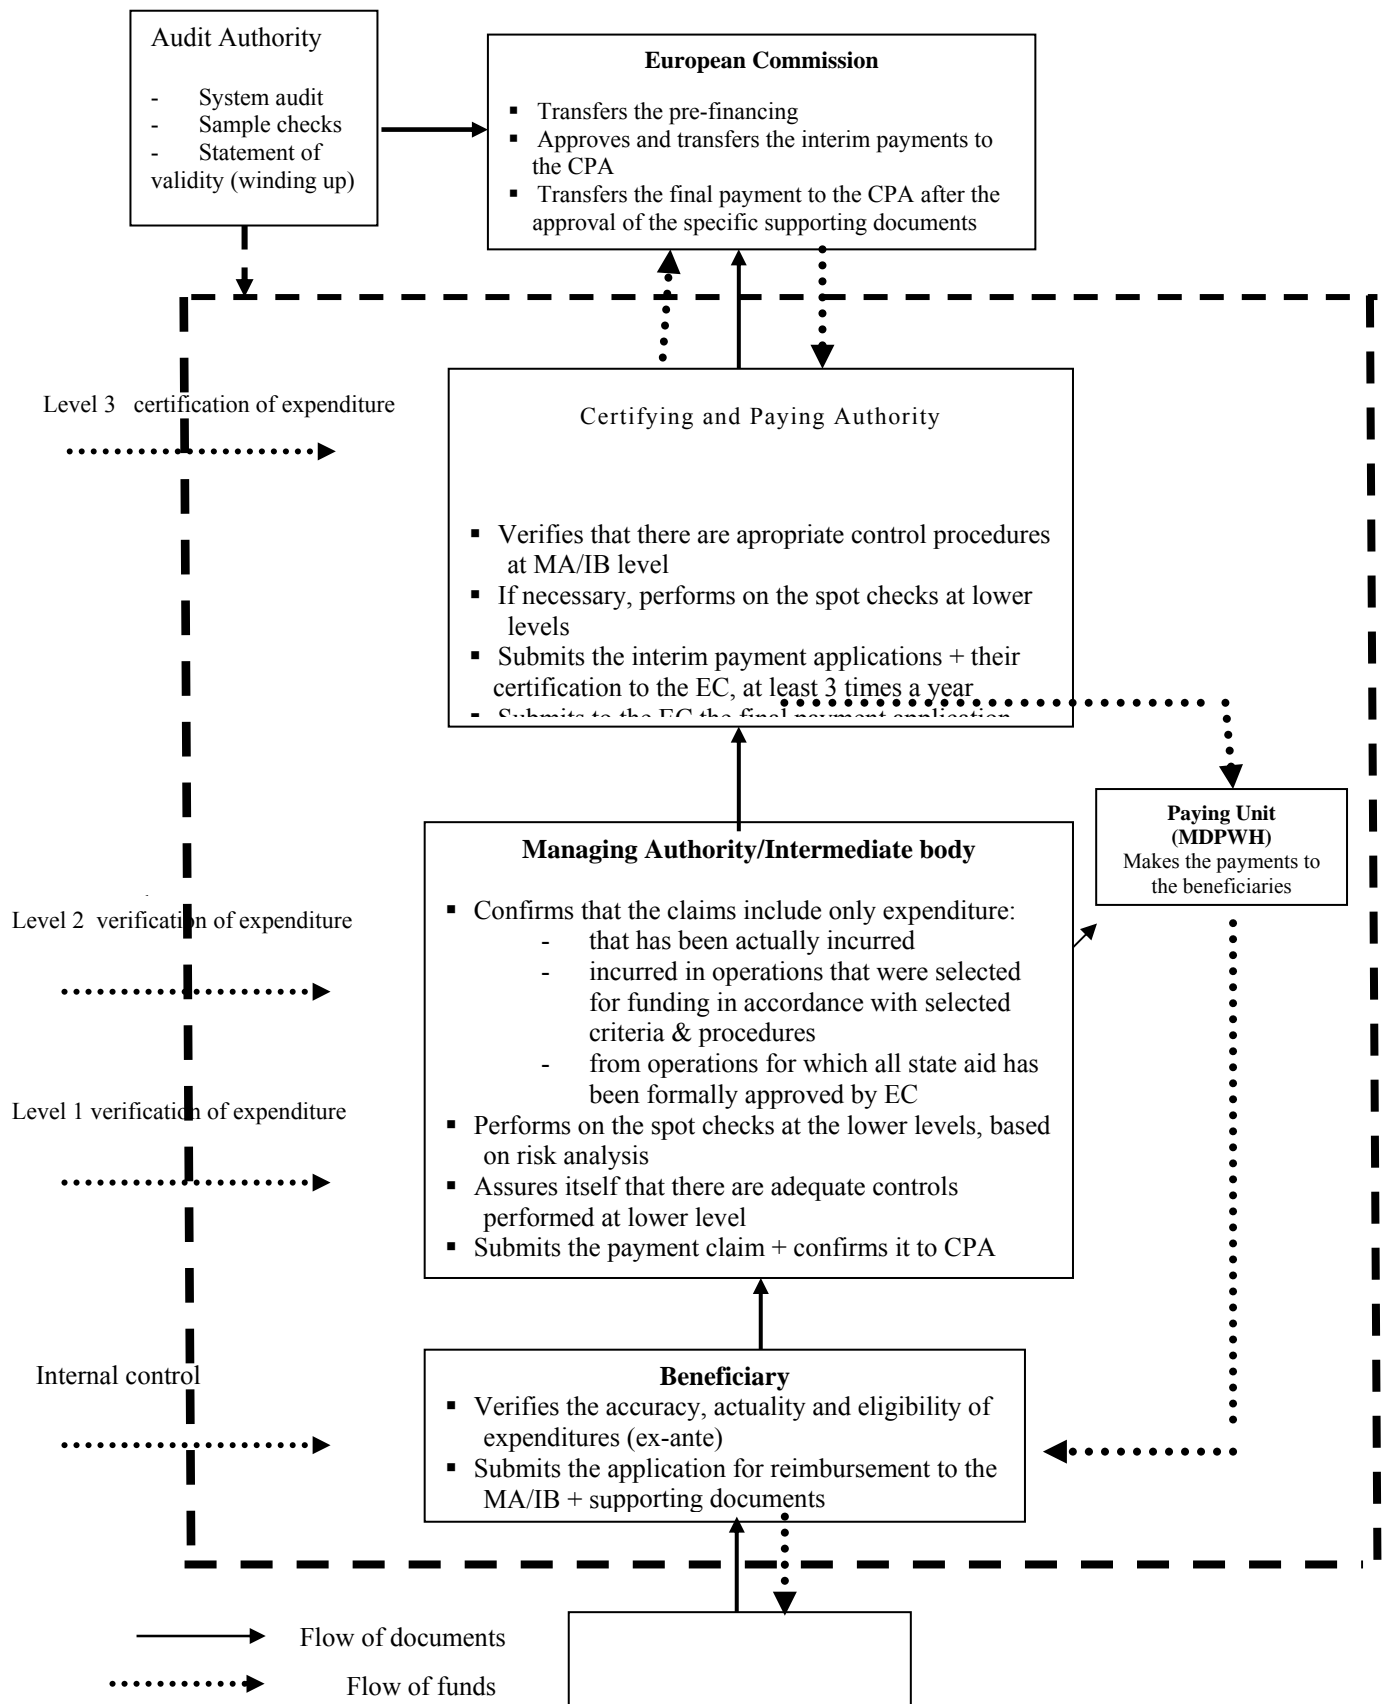 Audit Authority
- System audit
- Sample checks
- Statement of
validity (winding up)
European Commission
▪ Transfers the pre-financing
▪ Approves and transfers the interim payments to
the CPA
▪ Transfers the final payment to the CPA after the
approval of the specific supporting documents
Level 3 certification of expenditure
Certifying and Paying Authority
▪ Verifies that there are apropriate control procedures
at MA/IB level
▪ If necessary, performs on the spot checks at lower
levels
▪ Submits the interim payment applications + their
certification to the EC, at least 3 times a year
▪ Submits to the EC the final payment application
Paying Unit
(MDPWH)
Makes the payments to
the beneficiaries
Managing Authority/Intermediate body
▪ Confirms that the claims include only expenditure:
- that has been actually incurred
- incurred in operations that were selected
for funding in accordance with selected
criteria & procedures
- from operations for which all state aid has
been formally approved by EC
▪ Performs on the spot checks at the lower levels, based
on risk analysis
▪ Assures itself that there are adequate controls
performed at lower level
▪ Submits the payment claim + confirms it to CPA
Level 2 verification of expenditure
Level 1 verification of expenditure
Internal control
Beneficiary
▪ Verifies the accuracy, actuality and eligibility of
expenditures (ex-ante)
▪ Submits the application for reimbursement to the
MA/IB + supporting documents
Flow of documents
Flow of funds